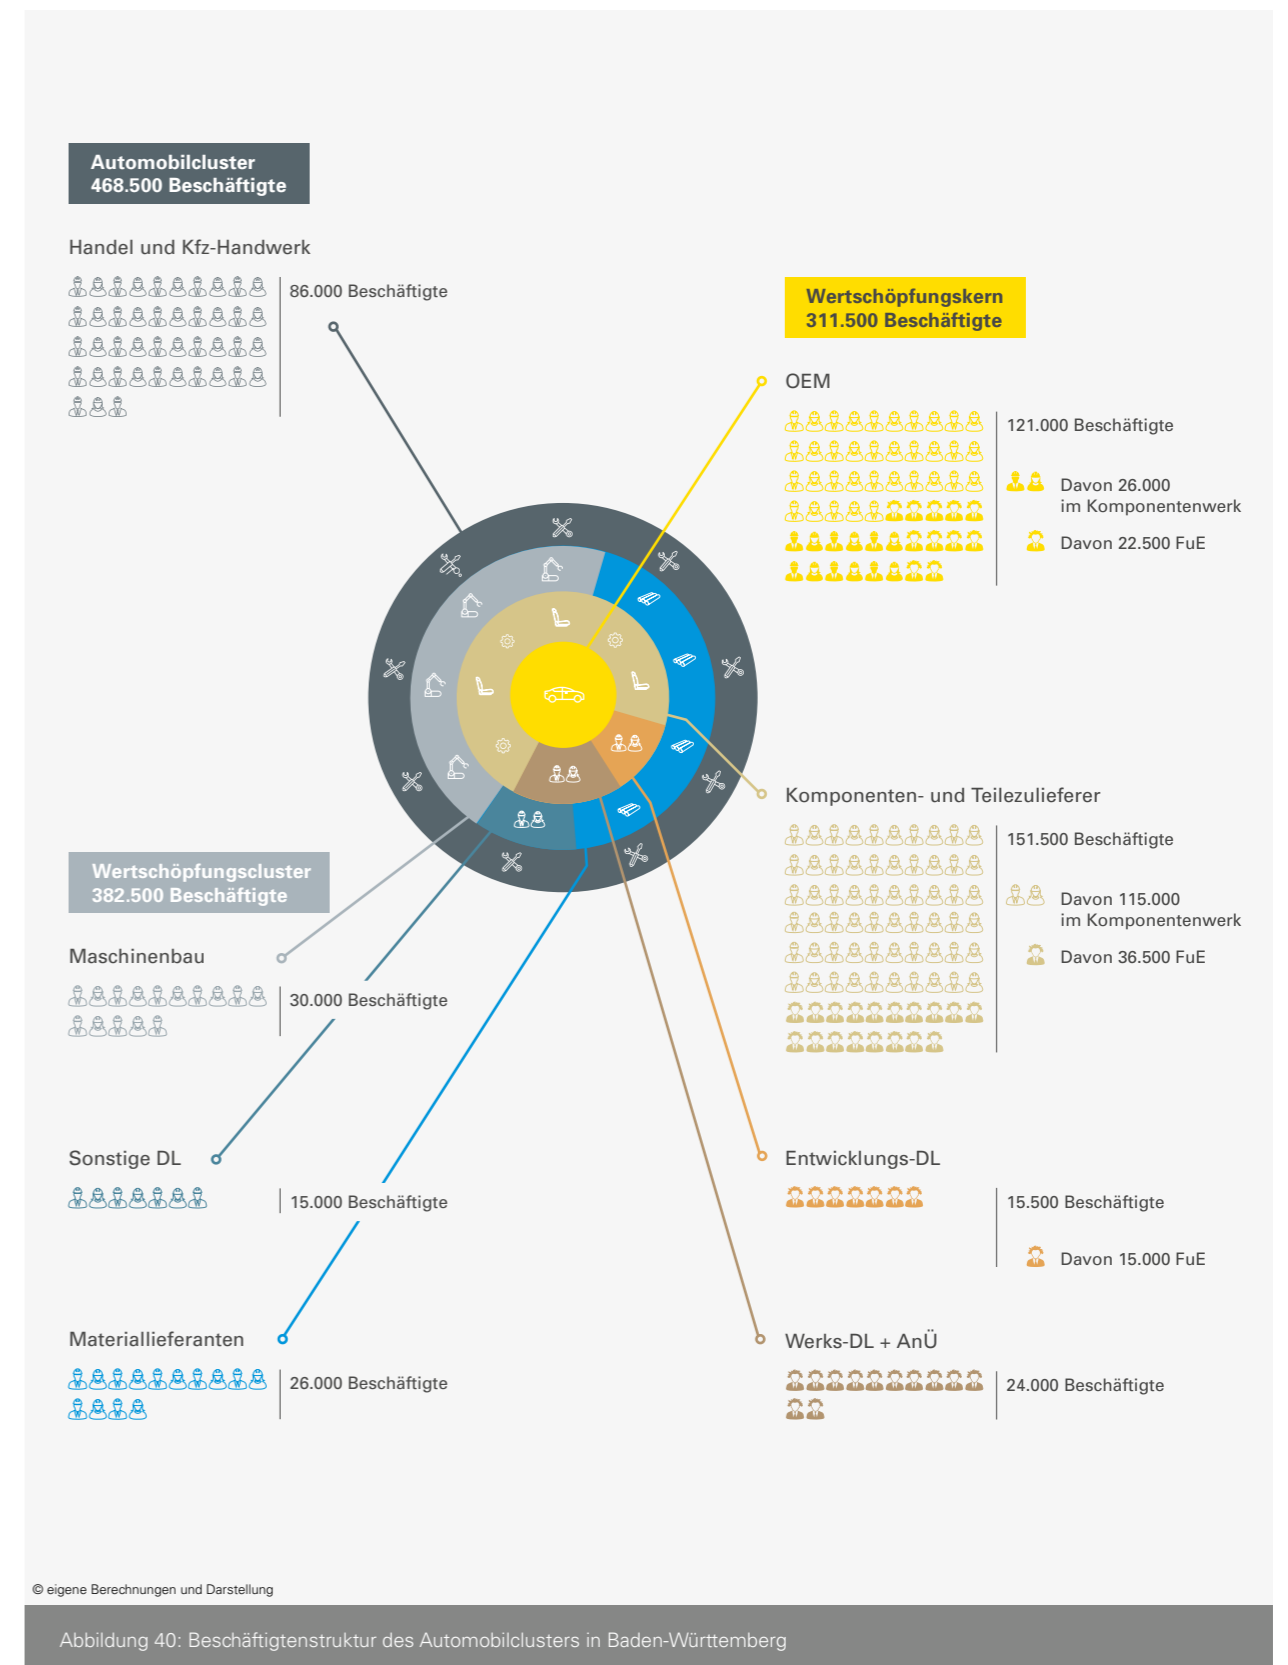 Automobilcluster
468.500 Beschäftigte
Handel und Kfz-Handwerk
86.000 Beschäftigte
Wertschöpfungskern
311.500 Beschäftigte
OEM
121.000 Beschäftigte
Davon 26.000
im Komponentenwerk
Davon 22.500 FuE
Komponenten- und Teilezulieferer
151.500 Beschäftigte
Davon 115.000
im Komponentenwerk
Davon 36.500 FuE
Wertschöpfungscluster
382.500 Beschäftigte
Maschinenbau
30.000 Beschäftigte
Sonstige DL
15.000 Beschäftigte
Entwicklungs-DL
15.500 Beschäftigte
Davon 15.000 FuE
Materiallieferanten
26.000 Beschäftigte
Werks-DL + AnÜ
24.000 Beschäftigte
© eigene Berechnungen und Darstellung
Abbildung 40: Beschäftigtenstruktur des Automobilclusters in Baden-Württemberg